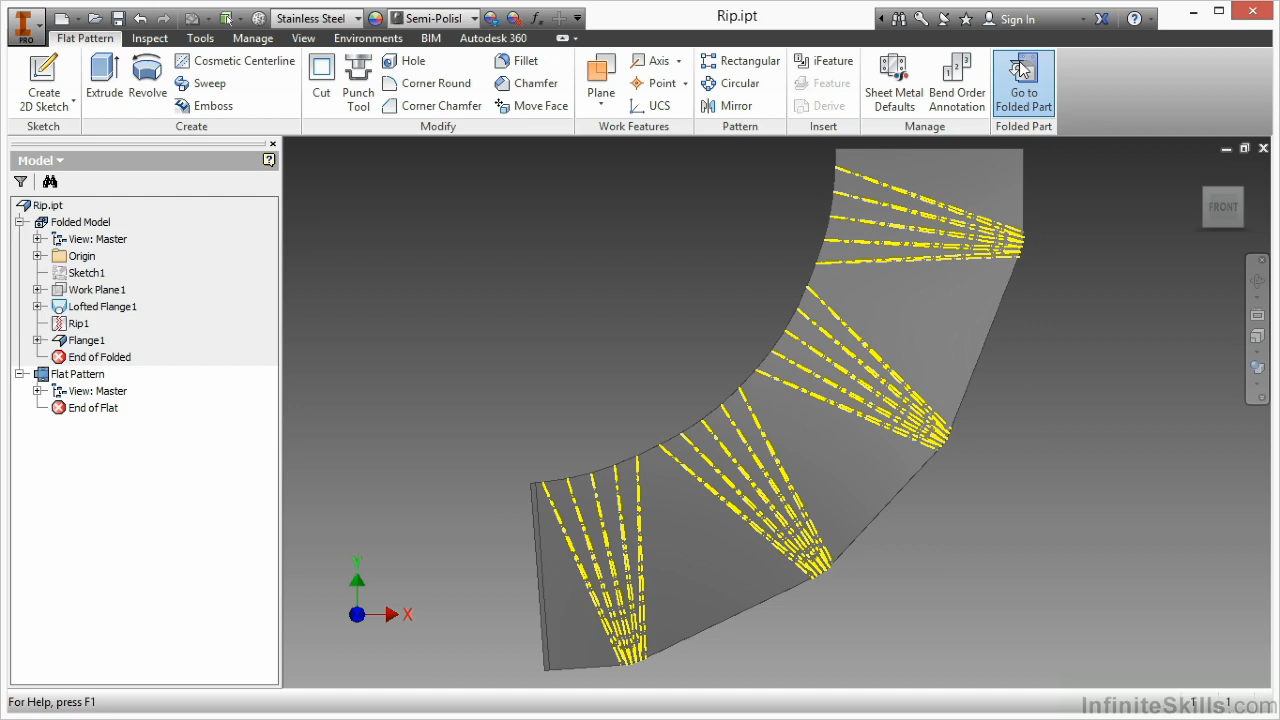 Stainless Steel
Semi-Polisl
Rip.ipt
Sign In
PRO
Flat Pattern
Inspect
Tools
Manage
View
Environments
BIM
Autodesk 360
Create
2D Sketch
Extrude
Revolve
Cosmetic Centerline
Sweep
Emboss
Cut
Punch
Tool
Hole
Corner Round
Corner Chamfer
Fillet
Chamfer
Move Face
Plane
Axis
Point
UCS
Rectangular
Circular
Mirror
iFeature
Feature
Derive
Sheet Metal
Defaults
Bend Order
Annotation
Go to
Folded Part
Sketch
Create
Modify
Work Features
Pattern
Insert
Manage
Folded Part
Model
Rip.ipt
Folded Model
View: Master
Origin
Sketch1
Work Plane1
Lofted Flange1
Rip1
Flange1
End of Folded
Flat Pattern
View: Master
End of Flat
FRONT
Y
X
For Help, press F1
1
1
InfiniteSkills.com